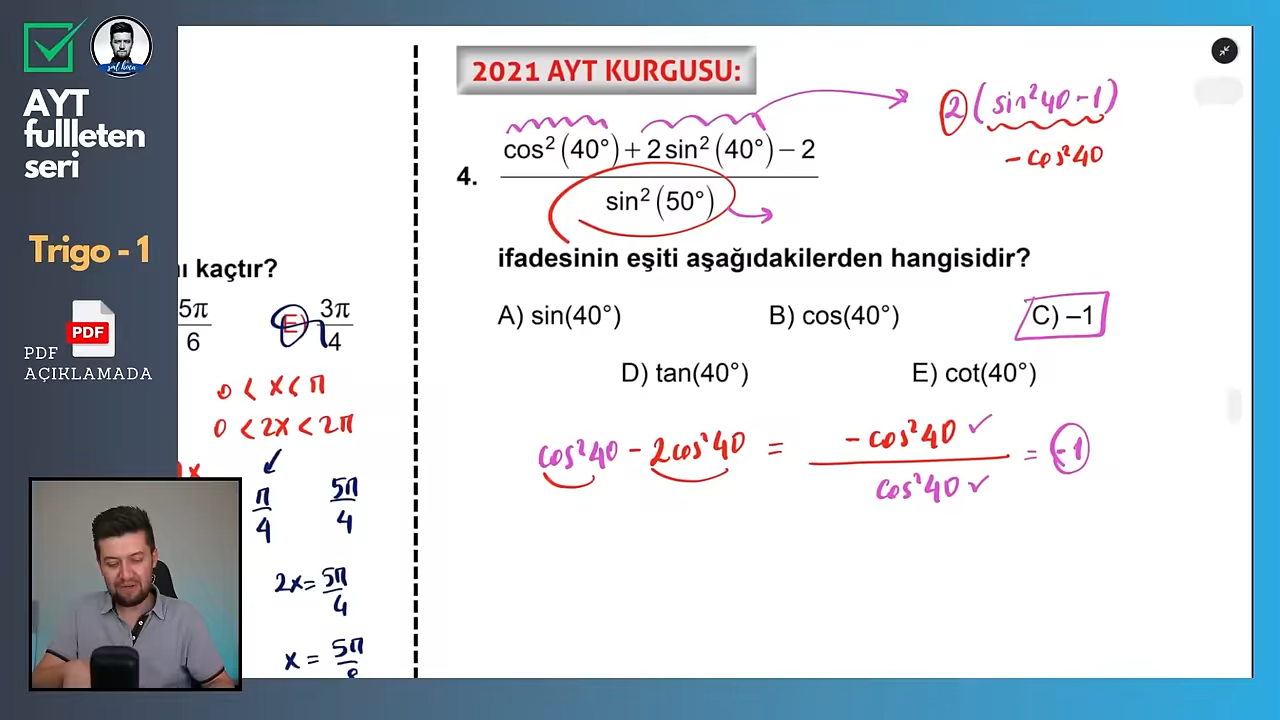 AYT
fullleten
seri
Trigo - 1
PDF
PDF
AÇIKLAMADA
kaçtır?
5π/6 E) 3π/4
0 < x < π
0 < 2x < 2π
π/4 5π/4
2x = 5π/4
x = 5π
2021 AYT KURGUSU:
4. (cos²(40°) + 2 sin²(40°) − 2) / sin²(50°)
2(sin²40-1)
-cos²40
ifadesinin eşiti aşağıdakilerden hangisidir?
A) sin(40°) B) cos(40°) C) –1
D) tan(40°) E) cot(40°)
cos²40 - 2cos²40 = -cos²40 / cos²40 = -1